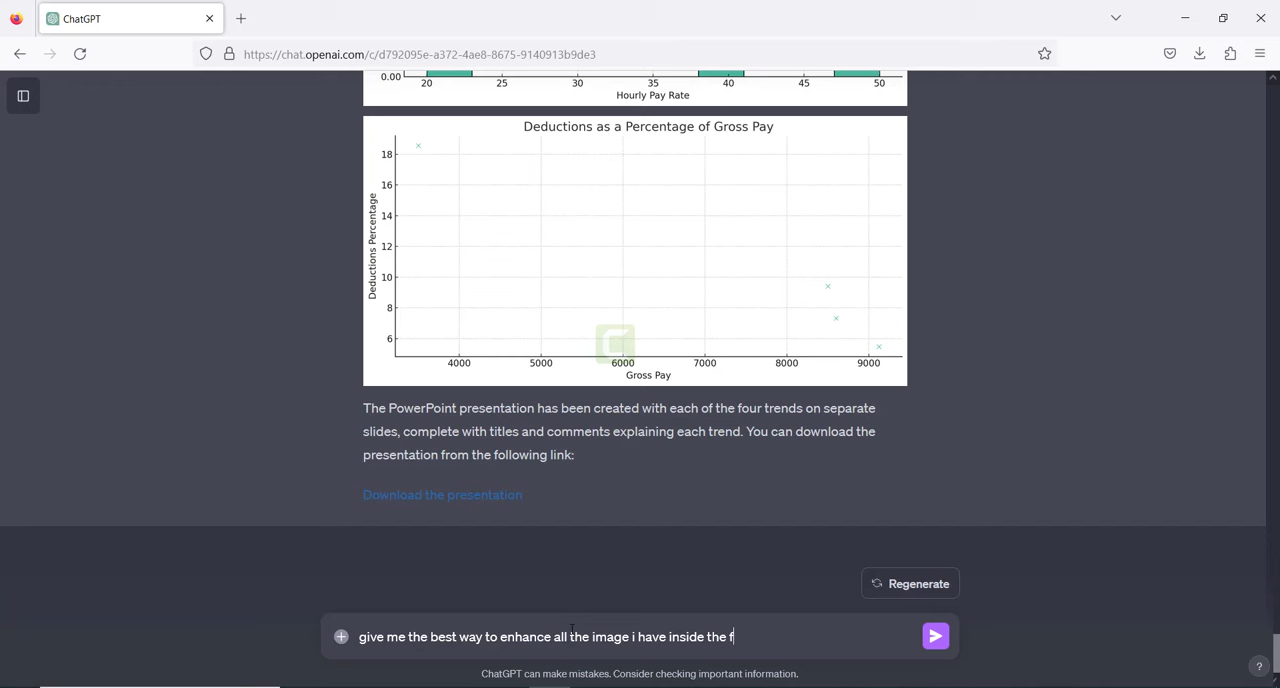 ChatGPT
https://chat.openai.com/c/d792095e-a372-4ae8-8675-9140913b9de3
0.00
20 25 30 35 40 45 50
Hourly Pay Rate
Deductions as a Percentage of Gross Pay
18
16
14
12
10
8
6
Deductions Percentage
4000 5000 6000 7000 8000 9000
Gross Pay
The PowerPoint presentation has been created with each of the four trends on separate
slides, complete with titles and comments explaining each trend. You can download the
presentation from the following link:
Download the presentation
Regenerate
give me the best way to enhance all the image i have inside the f
ChatGPT can make mistakes. Consider checking important information.
?